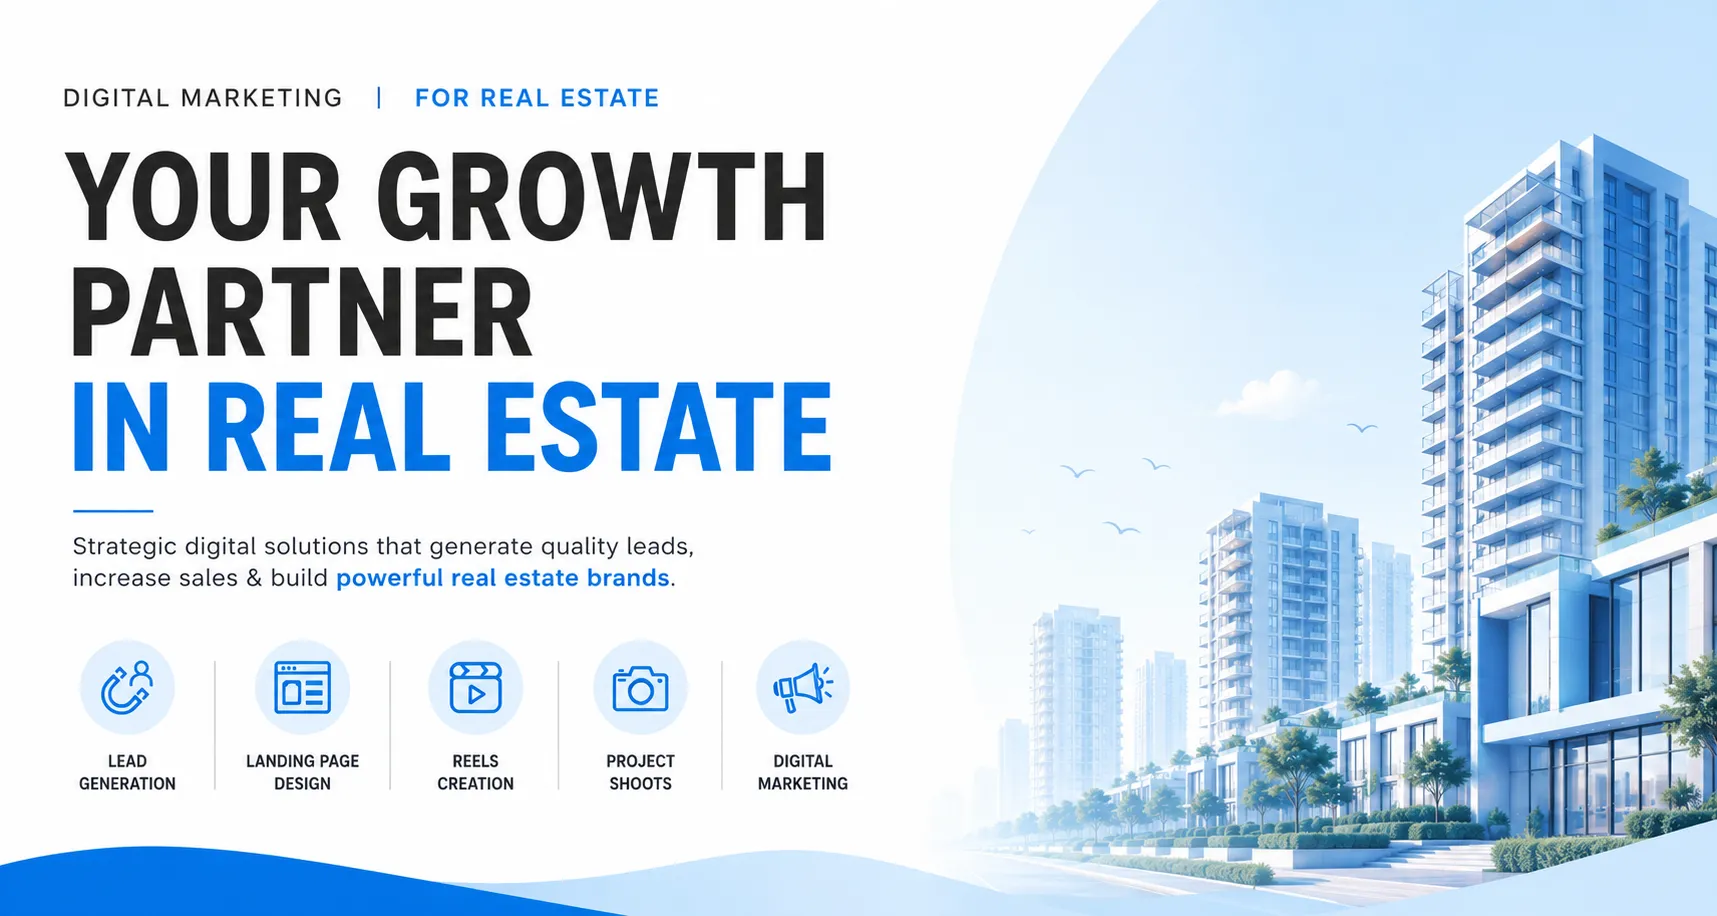 DIGITAL MARKETING | FOR REAL ESTATE
YOUR GROWTH
PARTNER
IN REAL ESTATE
Strategic digital solutions that generate quality leads,
increase sales & build powerful real estate brands.
LEAD
GENERATION
LANDING PAGE
DESIGN
REELS
CREATION
PROJECT
SHOOTS
DIGITAL
MARKETING